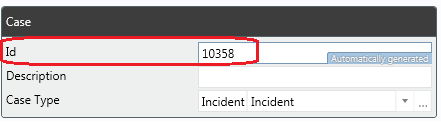 Case
Id 10358
Automatically generated
Description
Case Type Incident Incident ...